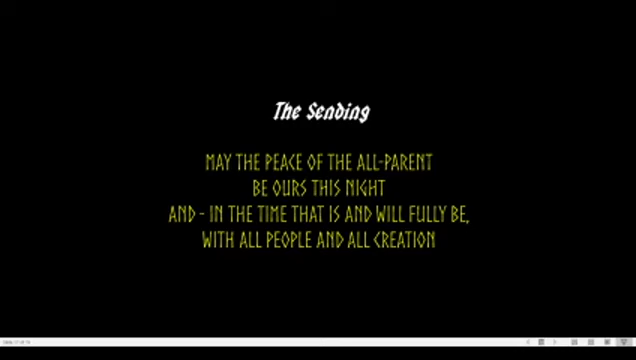 The Sending
MAY THE PEACE OF THE ALL-PARENT
BE OURS THIS NIGHT
AND - IN THE TIME THAT IS AND WILL FULLY BE,
WITH ALL PEOPLE AND ALL CREATION